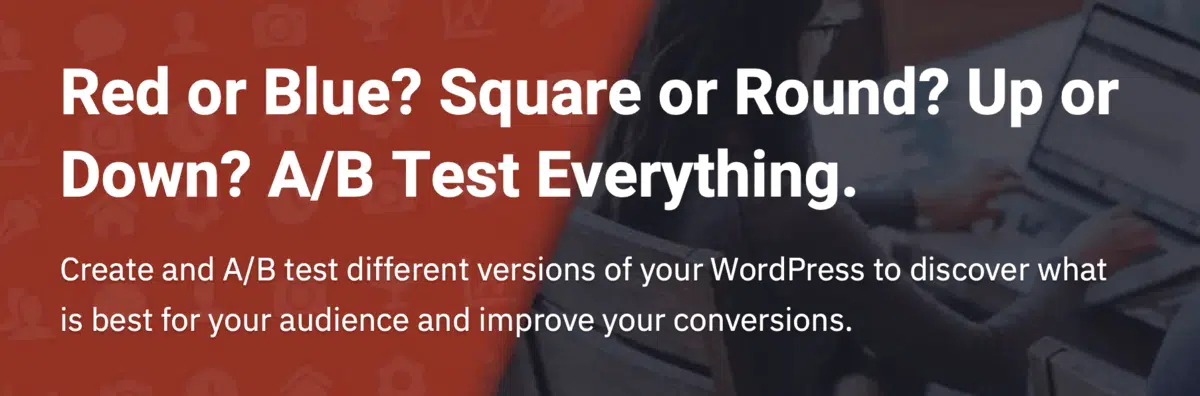 Red or Blue? Square or Round? Up or
Down? A/B Test Everything.
Create and A/B test different versions of your WordPress to discover what
is best for your audience and improve your conversions.